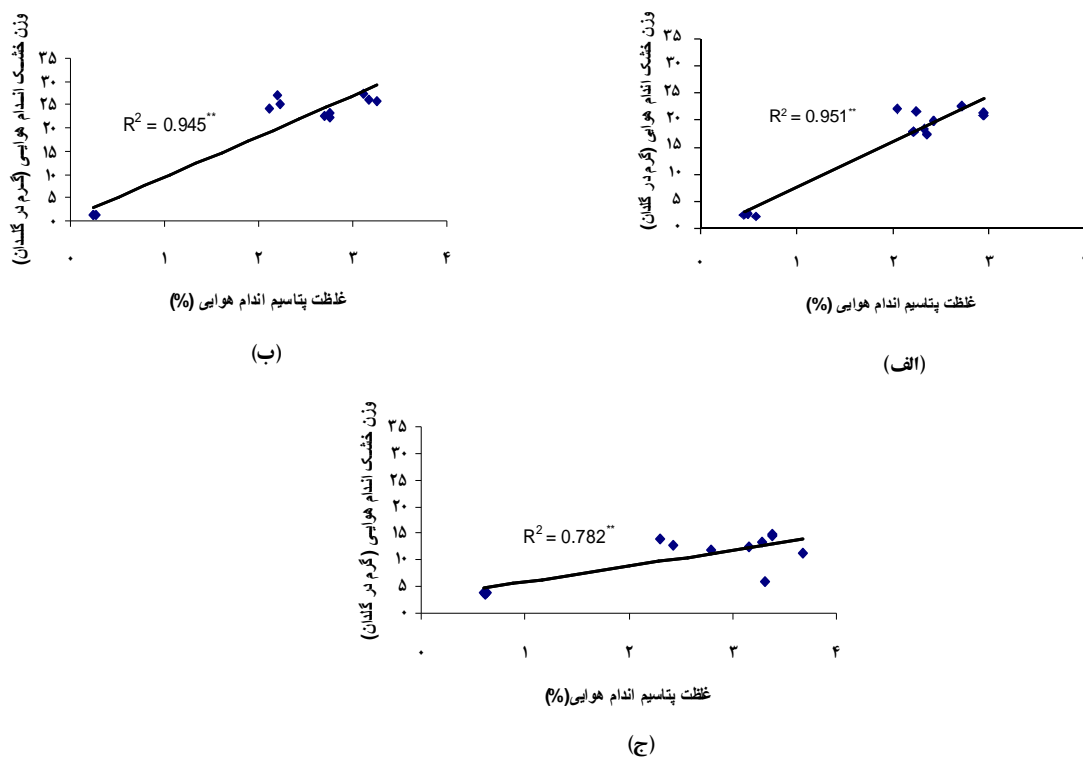 وزن خشک اندام هوایی (گرم در گلدان)
۳۵
۳۰
۲۵
۲۰
۱۵
۱۰
۵
۰
R² = 0.951**
۰ ۱ ۲ ۳
غلظت پتاسیم اندام هوایی (%)
(الف)
وزن خشک اندام هوایی (گرم در گلدان)
۳۵
۳۰
۲۵
۲۰
۱۵
۱۰
۵
۰
R² = 0.945**
۰ ۱ ۲ ۳ ۴
غلظت پتاسیم اندام هوایی (%)
(ب)
وزن خشک اندام هوایی (گرم در گلدان)
۳۵
۳۰
۲۵
۲۰
۱۵
۱۰
۵
۰
R² = 0.782**
۰ ۱ ۲ ۳ ۴
غلظت پتاسیم اندام هوایی(%)
(ج)